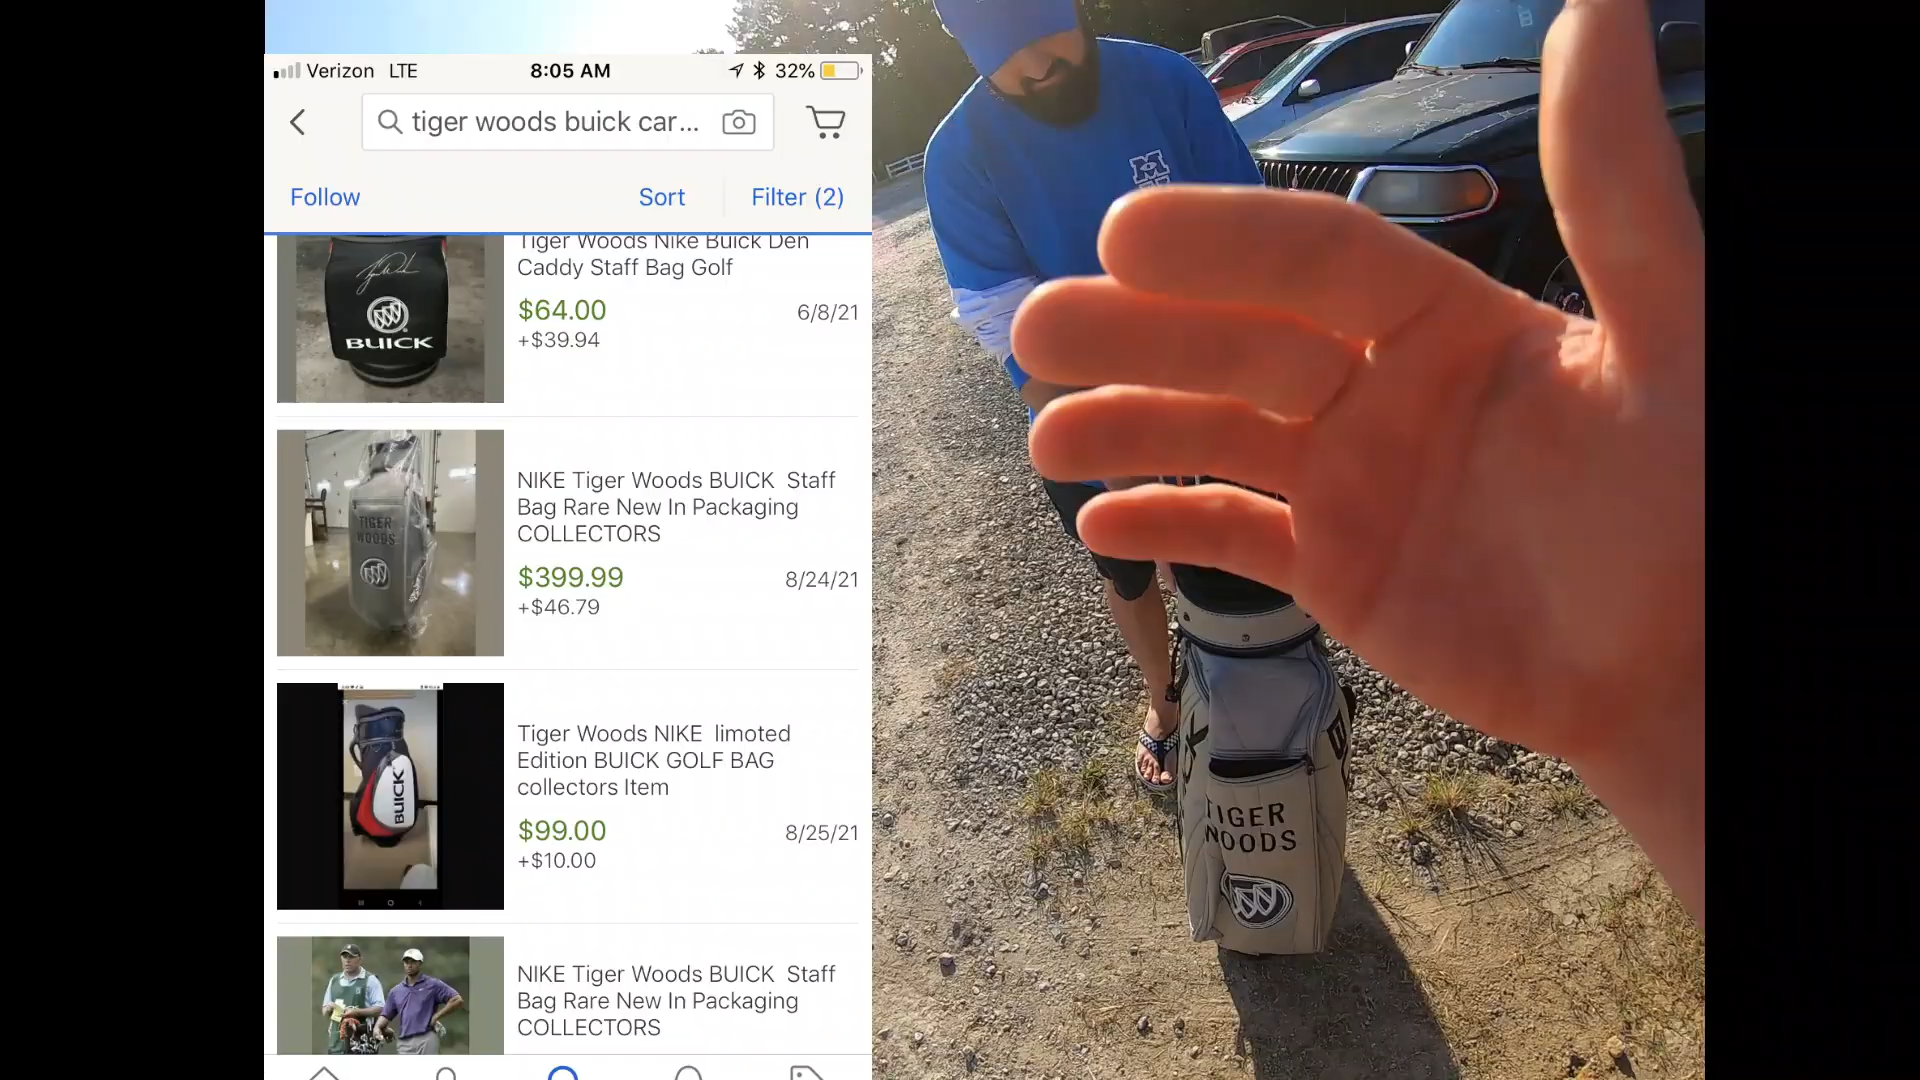 Verizon LTE 8:05 AM 32%
tiger woods buick car...
Follow Sort Filter (2)
Tiger Woods Nike Buick Den
Caddy Staff Bag Golf
$64.00 6/8/21
+$39.94
BUICK
NIKE Tiger Woods BUICK Staff
Bag Rare New In Packaging
COLLECTORS
$399.99 8/24/21
+$46.79
TIGER
WOODS
Tiger Woods NIKE limoted
Edition BUICK GOLF BAG
collectors Item
$99.00 8/25/21
+$10.00
BUICK
NIKE Tiger Woods BUICK Staff
Bag Rare New In Packaging
COLLECTORS
TIGER
WOODS